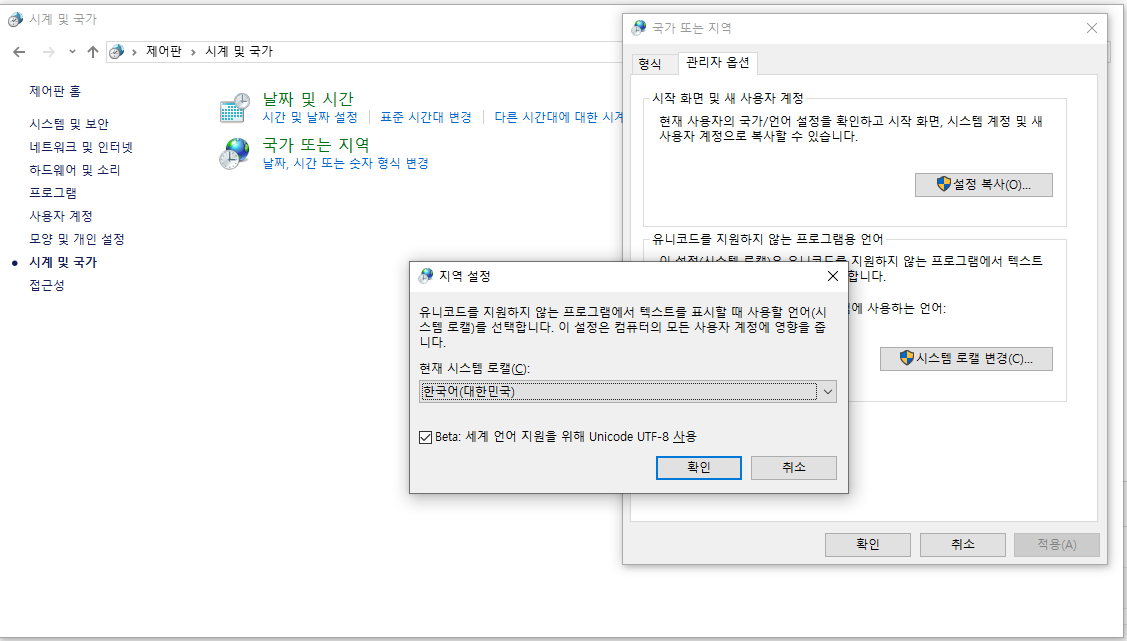 시계 및 국가
제어판
시계 및 국가
제어판 홈
시스템 및 보안
네트워크 및 인터넷
하드웨어 및 소리
프로그램
사용자 계정
모양 및 개인 설정
시계 및 국가
접근성
날짜 및 시간
시간 및 날짜 설정
표준 시간대 변경
다른 시간대에 대한 시계
국가 또는 지역
날짜, 시간 또는 숫자 형식 변경
국가 또는 지역
형식
관리자 옵션
시작 화면 및 새 사용자 계정
현재 사용자의 국가/언어 설정을 확인하고 시작 화면, 시스템 계정 및 새
사용자 계정으로 복사할 수 있습니다.
설정 복사(O)...
유니코드를 지원하지 않는 프로그램용 언어
이 설정(시스템 로캘)은 유니코드를 지원하지 않는 프로그램에서 텍스트
합니다.
에 사용하는 언어:
시스템 로캘 변경(C)...
확인
취소
적용(A)
지역 설정
유니코드를 지원하지 않는 프로그램에서 텍스트를 표시할 때 사용할 언어(시
스템 로캘)를 선택합니다. 이 설정은 컴퓨터의 모든 사용자 계정에 영향을 줍
니다.
현재 시스템 로캘(C):
한국어(대한민국)
Beta: 세계 언어 지원을 위해 Unicode UTF-8 사용
확인
취소